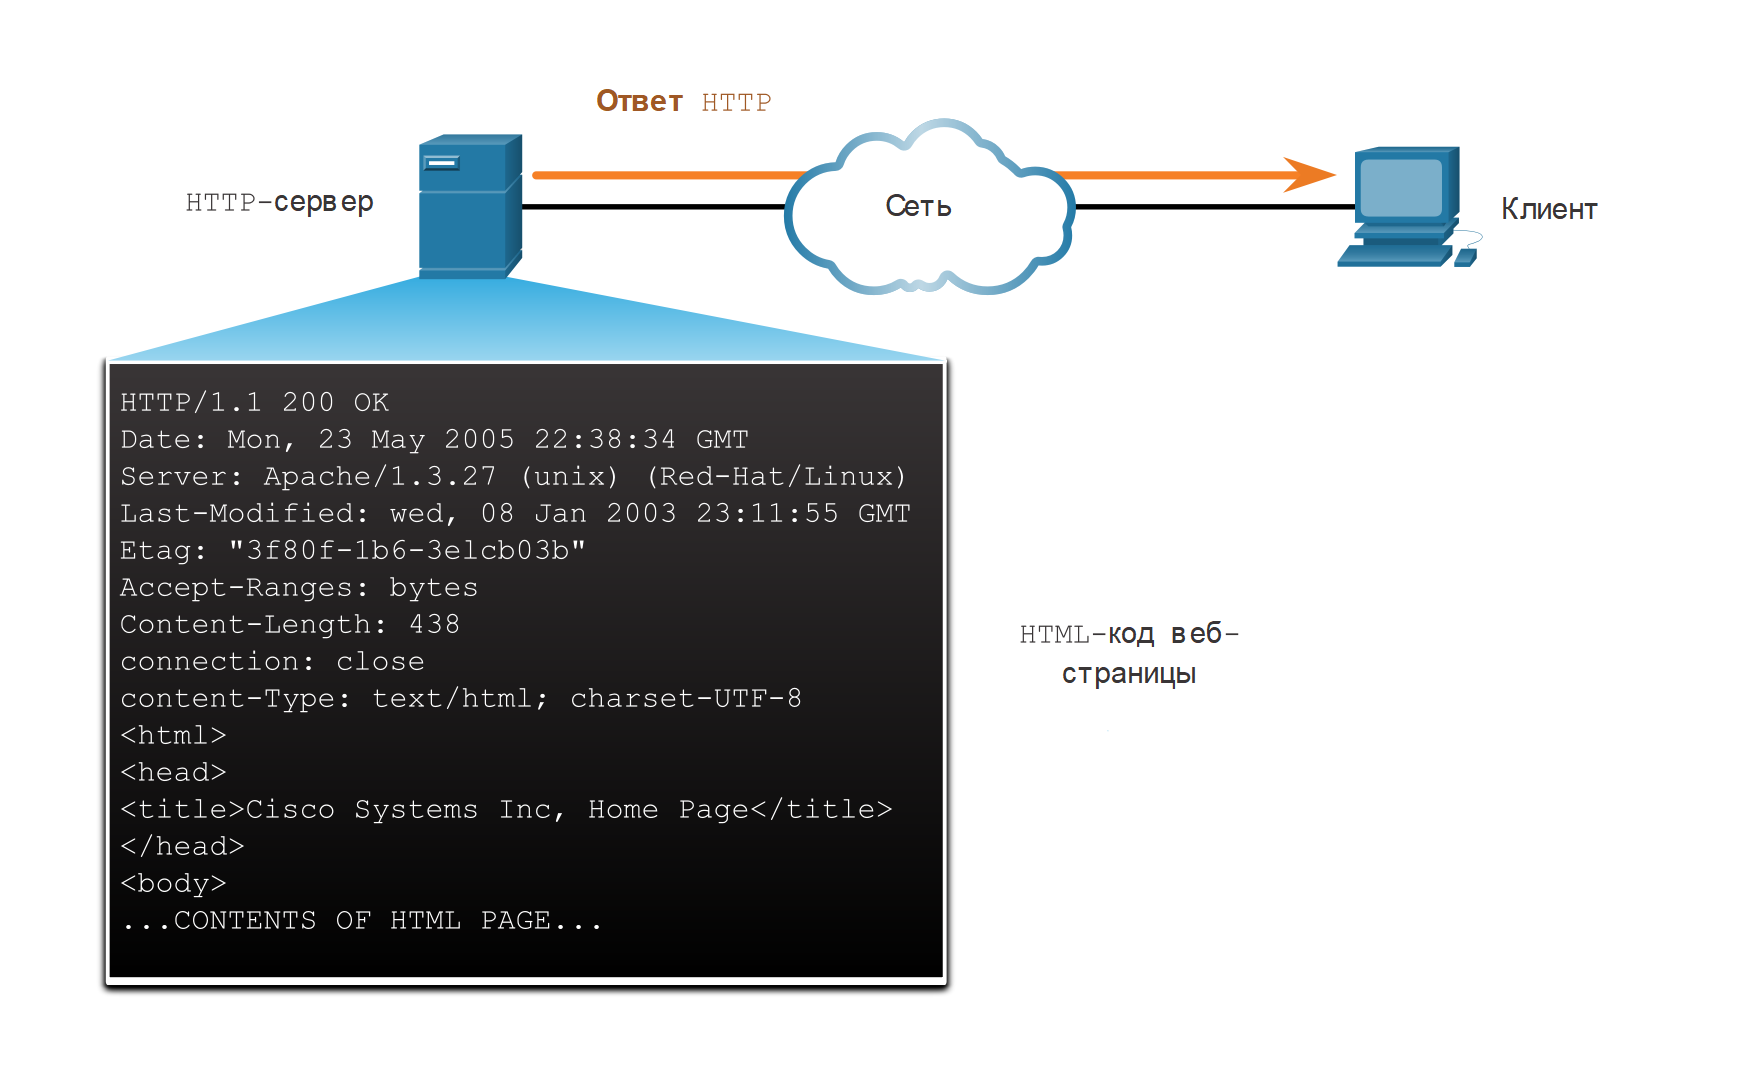 Ответ HTTP
HTTP-сервер
Сеть
Клиент
HTTP/1.1 200 OK
Date: Mon, 23 May 2005 22:38:34 GMT
Server: Apache/1.3.27 (unix) (Red-Hat/Linux)
Last-Modified: wed, 08 Jan 2003 23:11:55 GMT
Etag: "3f80f-1b6-3elcb03b"
Accept-Ranges: bytes
Content-Length: 438
connection: close
content-Type: text/html; charset-UTF-8
<html>
<head>
<title>Cisco Systems Inc, Home Page</title>
</head>
<body>
...CONTENTS OF HTML PAGE...
HTML-код веб-
страницы